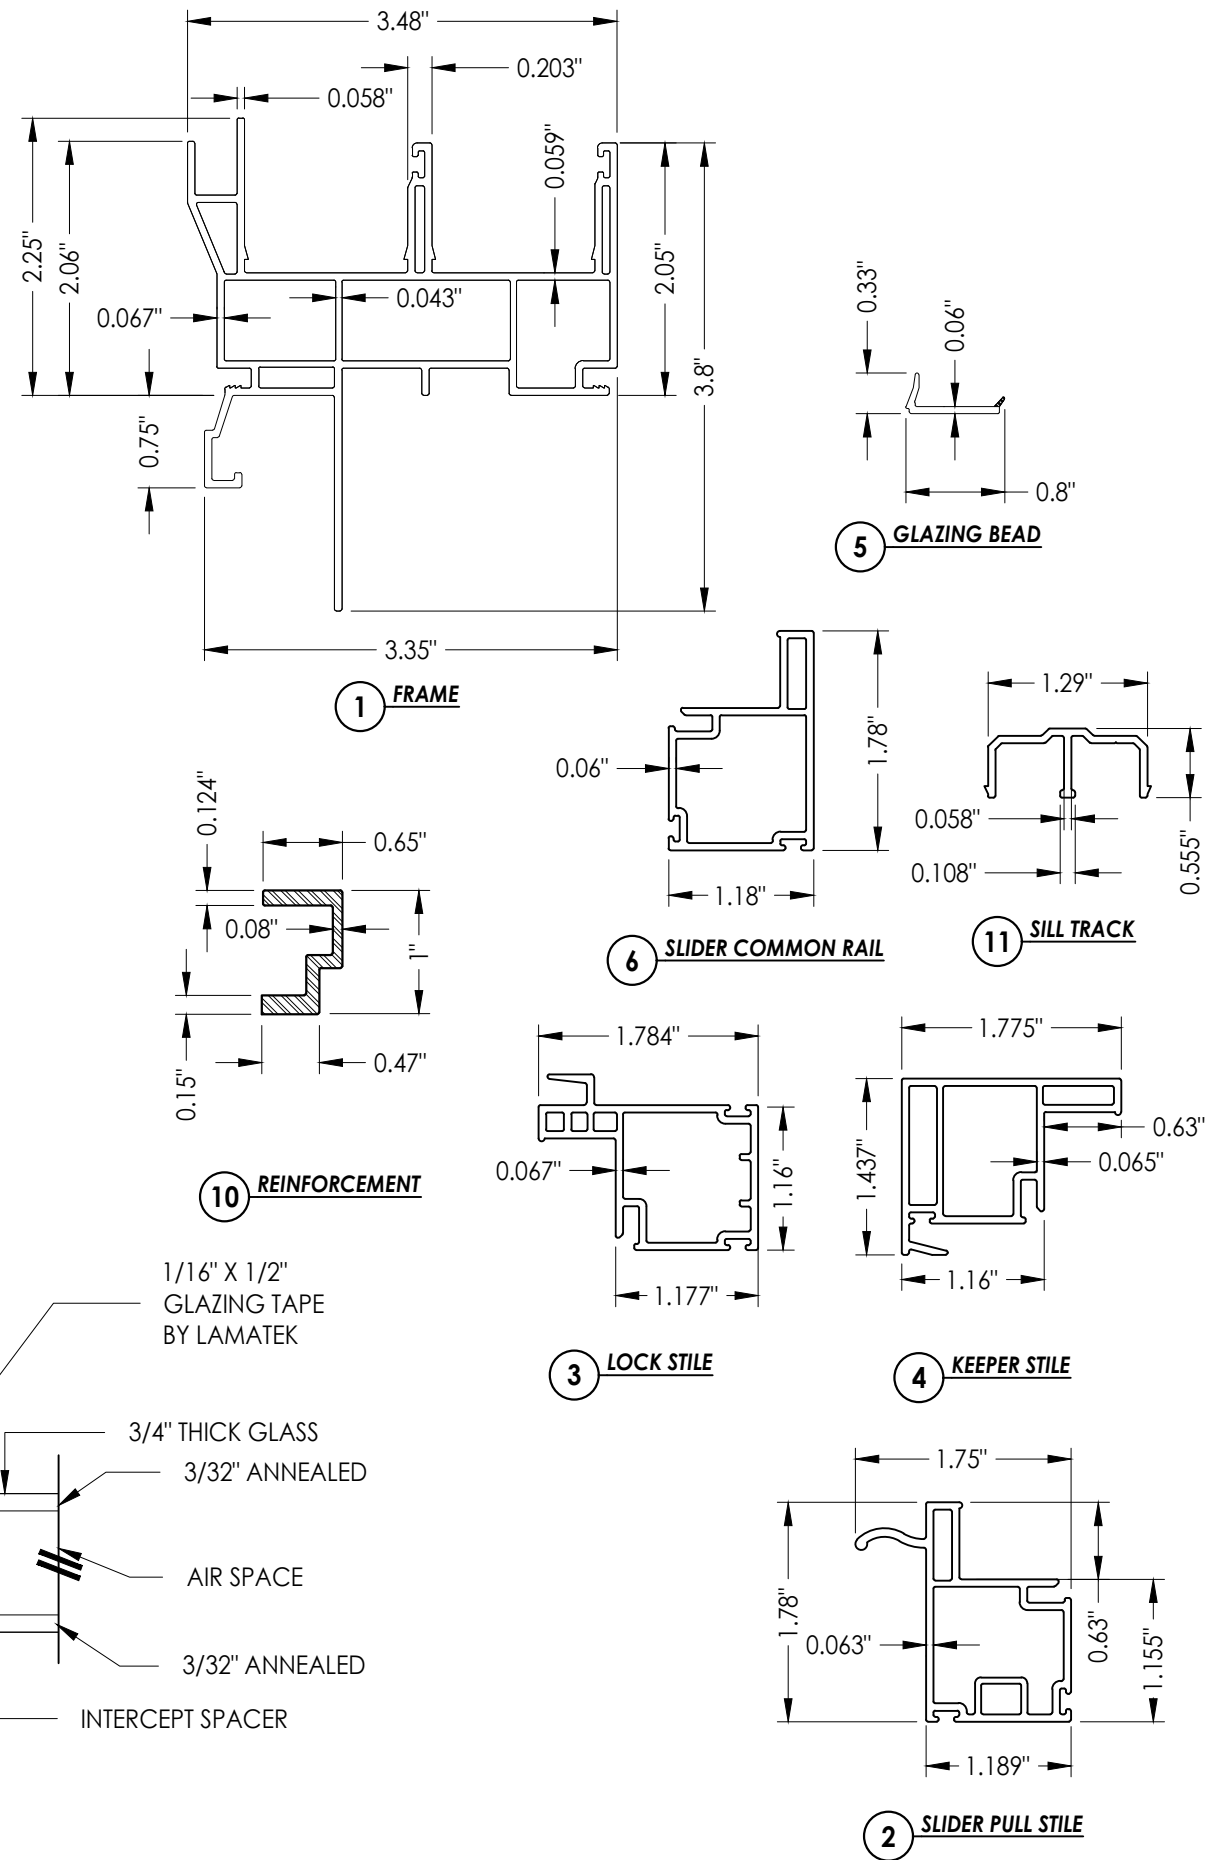 3.48"
0.203"
0.058"
0.059"
2.25"
2.06"
2.05"
0.043"
0.067"
3.8"
0.75"
3.35"
1 FRAME
0.33"
0.06"
0.8"
5 GLAZING BEAD
1.78"
0.06"
1.18"
6 SLIDER COMMON RAIL
1.29"
0.058"
0.108"
0.555"
11 SILL TRACK
0.124"
0.65"
0.08"
1"
0.15"
0.47"
10 REINFORCEMENT
1.784"
0.067"
1.16"
1.177"
3 LOCK STILE
1.775"
0.63"
0.065"
1.437"
1.16"
4 KEEPER STILE
1/16" X 1/2"
GLAZING TAPE
BY LAMATEK
3/4" THICK GLASS
3/32" ANNEALED
AIR SPACE
3/32" ANNEALED
INTERCEPT SPACER
1.75"
1.78"
0.063"
0.63"
1.155"
1.189"
2 SLIDER PULL STILE